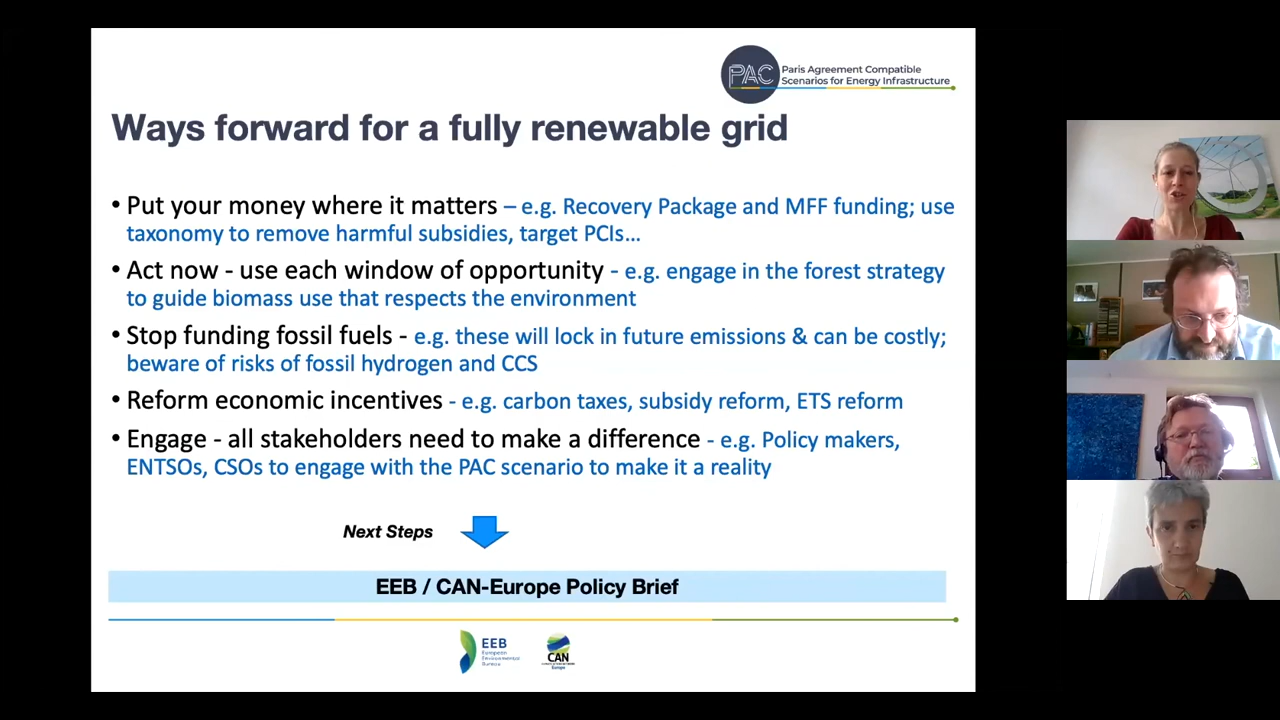 PAC
Paris Agreement Compatible
Scenarios for Energy Infrastructure
Ways forward for a fully renewable grid
• Put your money where it matters – e.g. Recovery Package and MFF funding; use
taxonomy to remove harmful subsidies, target PCIs...
• Act now - use each window of opportunity - e.g. engage in the forest strategy
to guide biomass use that respects the environment
• Stop funding fossil fuels - e.g. these will lock in future emissions & can be costly;
beware of risks of fossil hydrogen and CCS
• Reform economic incentives - e.g. carbon taxes, subsidy reform, ETS reform
• Engage - all stakeholders need to make a difference - e.g. Policy makers,
ENTSOs, CSOs to engage with the PAC scenario to make it a reality
Next Steps
EEB / CAN-Europe Policy Brief
EEB
European
Environmental
Bureau
CAN
Europe